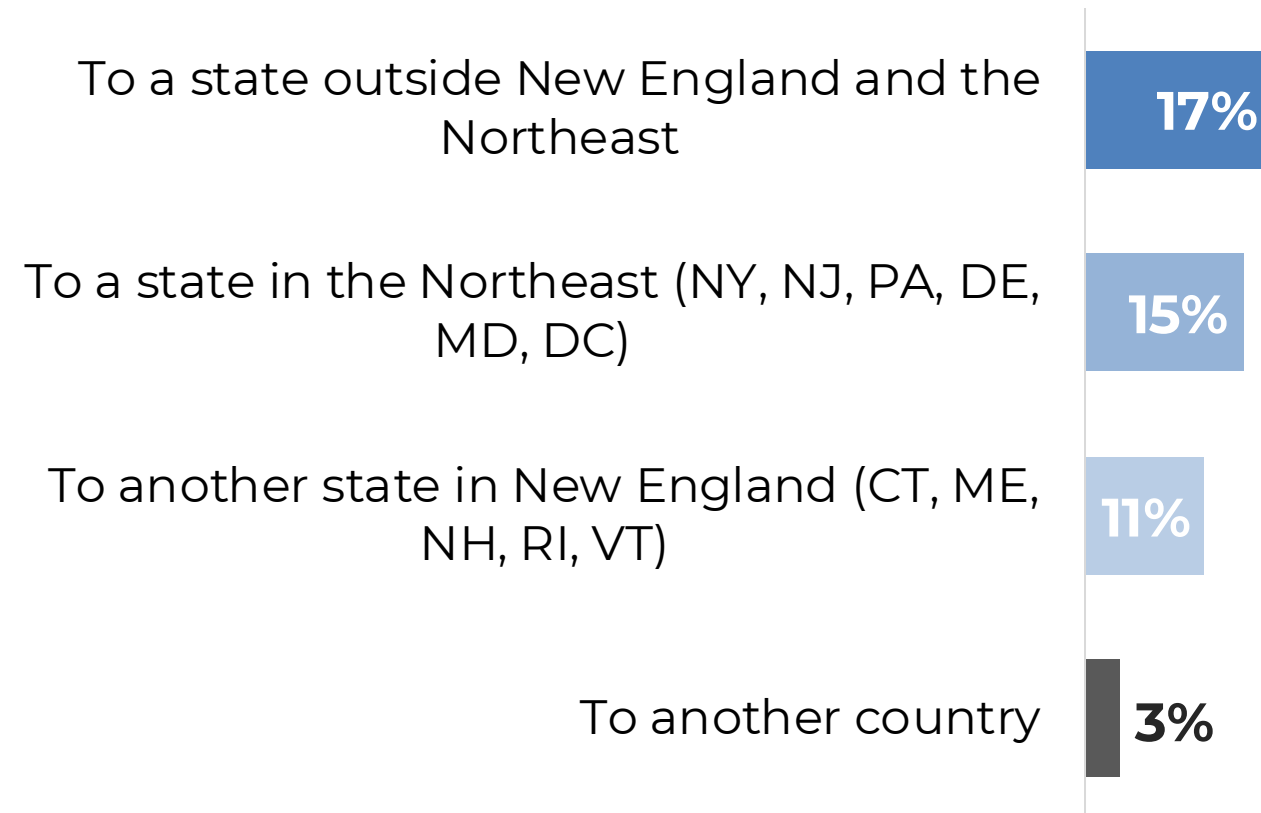 To a state outside New England and the
Northeast
17%
To a state in the Northeast (NY, NJ, PA, DE,
MD, DC)
15%
To another state in New England (CT, ME,
NH, RI, VT)
11%
To another country
3%